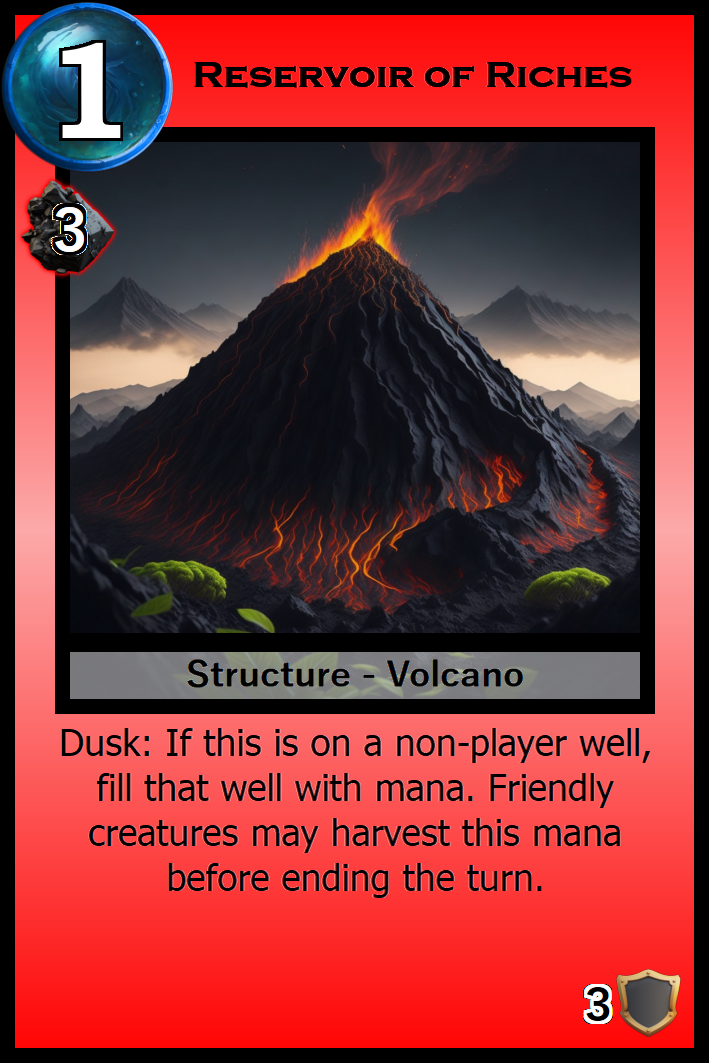 1
Reservoir of Riches
3
Structure - Volcano
Dusk: If this is on a non-player well,
fill that well with mana. Friendly
creatures may harvest this mana
before ending the turn.
3